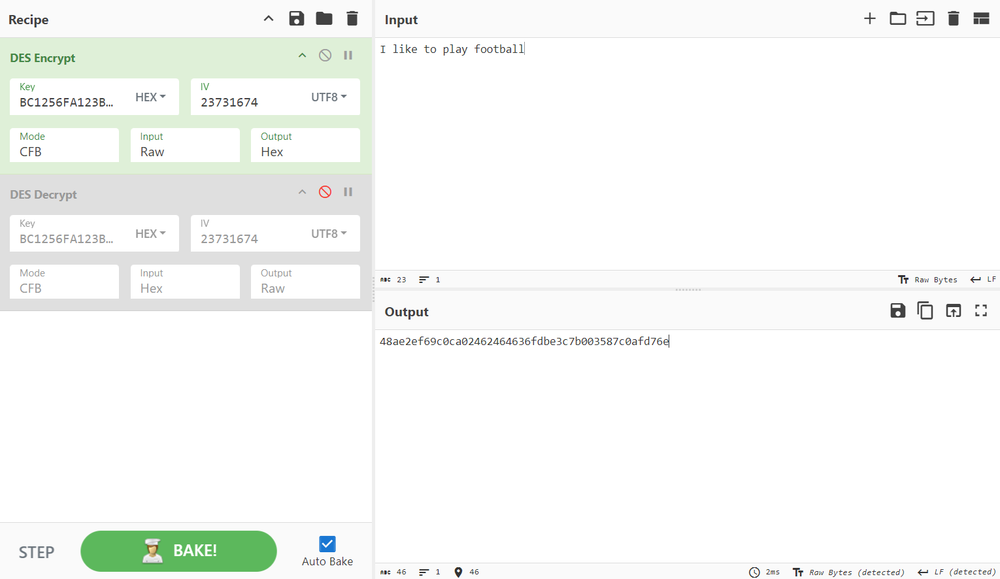 Recipe
DES Encrypt
Key
BC1256FA123B...
HEX
IV
23731674
UTF8
Mode
CFB
Input
Raw
Output
Hex
DES Decrypt
Key
BC1256FA123B...
HEX
IV
23731674
UTF8
Mode
CFB
Input
Hex
Output
Raw
STEP
BAKE!
Auto Bake
Input
I like to play football
ABC 23 1
Raw Bytes LF
Output
48ae2ef69c0ca02462464636fdbe3c7b003587c0afd76e
ABC 46 1 46
2ms Raw Bytes (detected) LF (detected)